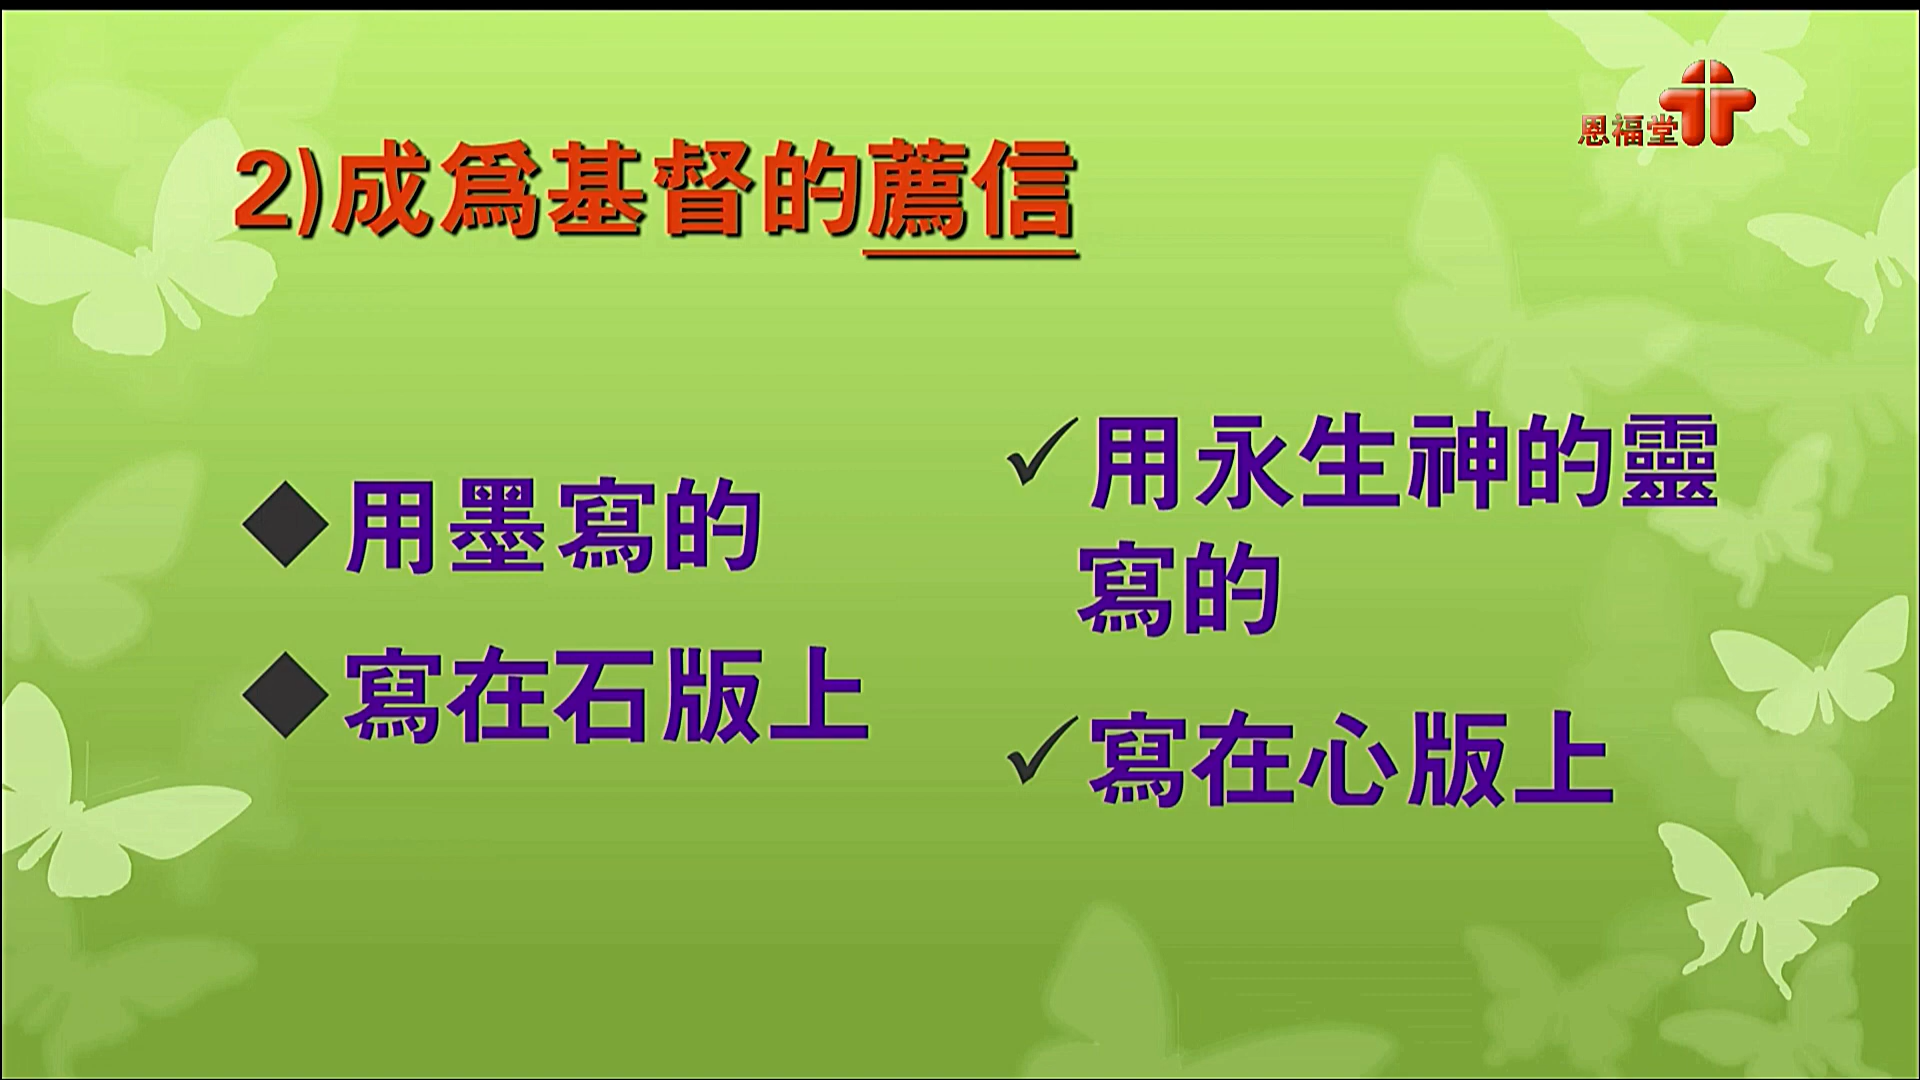 恩福堂
2)成爲基督的薦信
◆用墨寫的
◆寫在石版上
✓用永生神的靈
寫的
✓寫在心版上